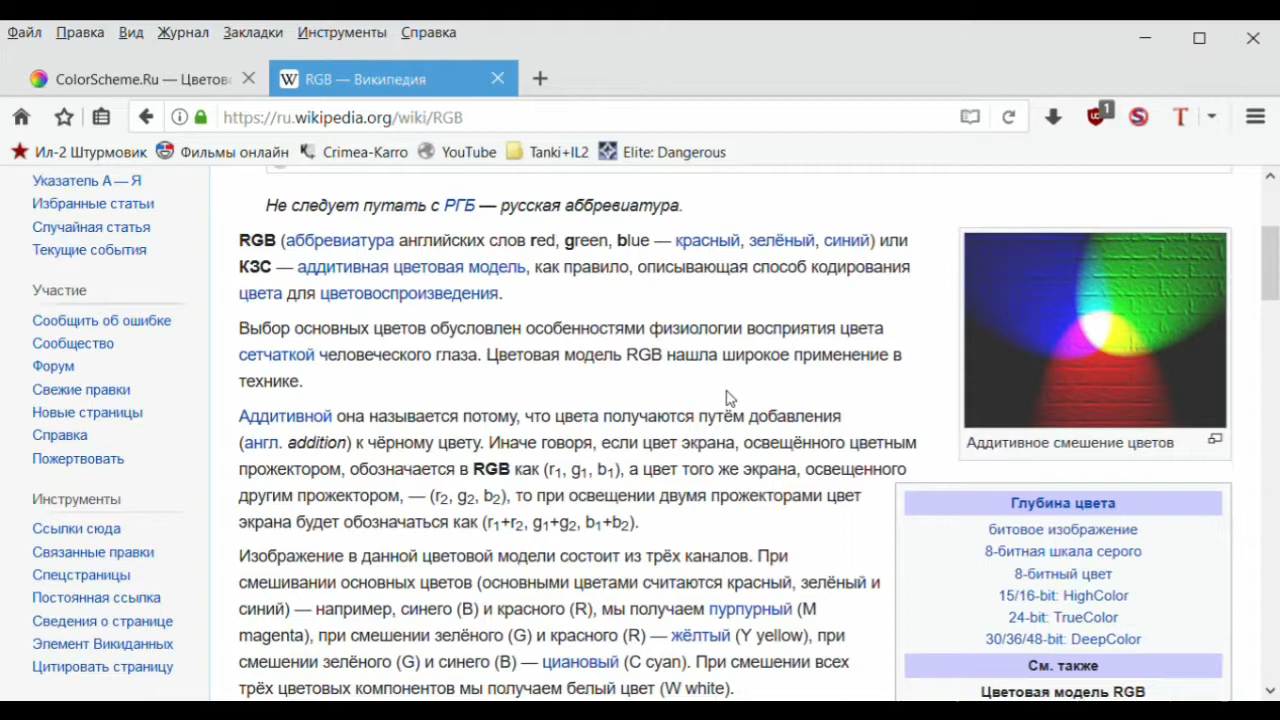 Файл Правка Вид Журнал Закладки Инструменты Справка
ColorScheme.Ru — Цветов
W RGB — Википедия
https://ru.wikipedia.org/wiki/RGB
1
S
T
Ил-2 Штурмовик Фильмы онлайн Crimea-Karro YouTube Tanki+IL2 Elite: Dangerous
Указатель А — Я
Избранные статьи
Случайная статья
Текущие события
Участие
Сообщить об ошибке
Сообщество
Форум
Свежие правки
Новые страницы
Справка
Пожертвовать
Инструменты
Ссылки сюда
Связанные правки
Спецстраницы
Постоянная ссылка
Сведения о странице
Элемент Викиданных
Цитировать страницу
Не следует путать с РГБ — русская аббревиатура.
RGB (аббревиатура английских слов red, green, blue — красный, зелёный, синий) или
КЗС — аддитивная цветовая модель, как правило, описывающая способ кодирования
цвета для цветовоспроизведения.
Выбор основных цветов обусловлен особенностями физиологии восприятия цвета
сетчаткой человеческого глаза. Цветовая модель RGB нашла широкое применение в
технике.
Аддитивной она называется потому, что цвета получаются путём добавления
(англ. addition) к чёрному цвету. Иначе говоря, если цвет экрана, освещённого цветным
прожектором, обозначается в RGB как (r1, g1, b1), а цвет того же экрана, освещенного
другим прожектором, — (r2, g2, b2), то при освещении двумя прожекторами цвет
экрана будет обозначаться как (r1+r2, g1+g2, b1+b2).
Изображение в данной цветовой модели состоит из трёх каналов. При
смешивании основных цветов (основными цветами считаются красный, зелёный и
синий) — например, синего (B) и красного (R), мы получаем пурпурный (M
magenta), при смешении зелёного (G) и красного (R) — жёлтый (Y yellow), при
смешении зелёного (G) и синего (B) — циановый (С cyan). При смешении всех
трёх цветовых компонентов мы получаем белый цвет (W white).
Аддитивное смешение цветов
Глубина цвета
битовое изображение
8-битная шкала серого
8-битный цвет
15/16-bit: HighColor
24-bit: TrueColor
30/36/48-bit: DeepColor
См. также
Цветовая модель RGB